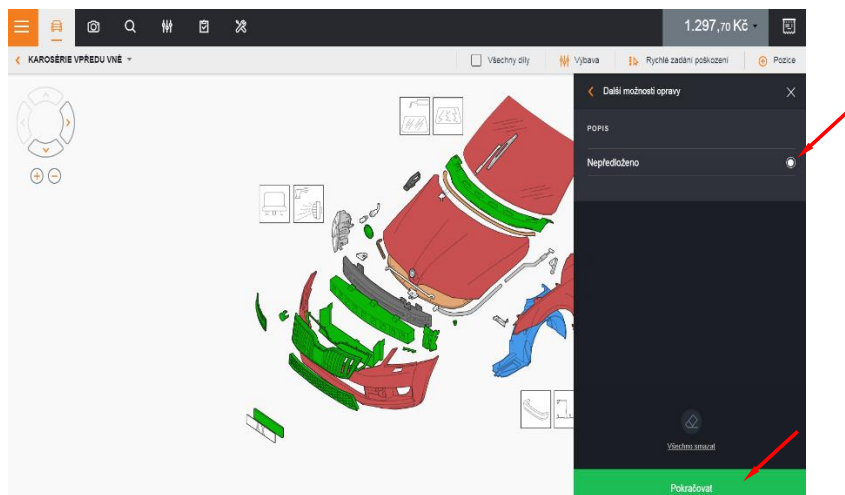 1.297,70 Kč
KAROSÉRIE VPŘEDU VNĚ
Všechny díly
Výbava
Rychlé zadání poškození
Pozice
Další možnosti opravy
POPIS
Nepředloženo
Všechno smazat
Pokračovat